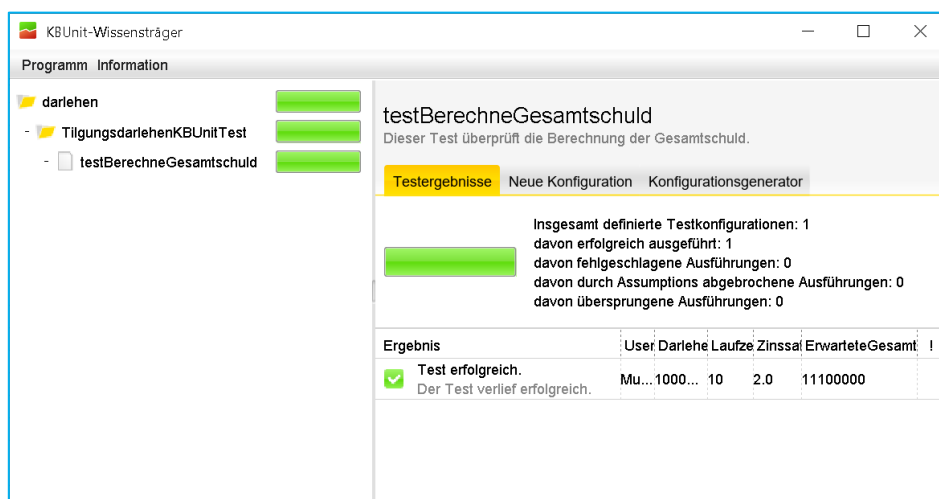 KBUnit-Wissensträger
Programm Information
darlehen
TilgungsdarlehenKBUnitTest
testBerechneGesamtschuld
testBerechneGesamtschuld
Dieser Test überprüft die Berechnung der Gesamtschuld.
Testergebnisse Neue Konfiguration Konfigurationsgenerator
Insgesamt definierte Testkonfigurationen: 1
davon erfolgreich ausgeführt: 1
davon fehlgeschlagene Ausführungen: 0
davon durch Assumptions abgebrochene Ausführungen: 0
davon übersprungene Ausführungen: 0
Ergebnis User Darlehe Laufze Zinssat ErwarteteGesamt !
Test erfolgreich.
Der Test verlief erfolgreich.
Mu... 1000... 10 2.0 11100000